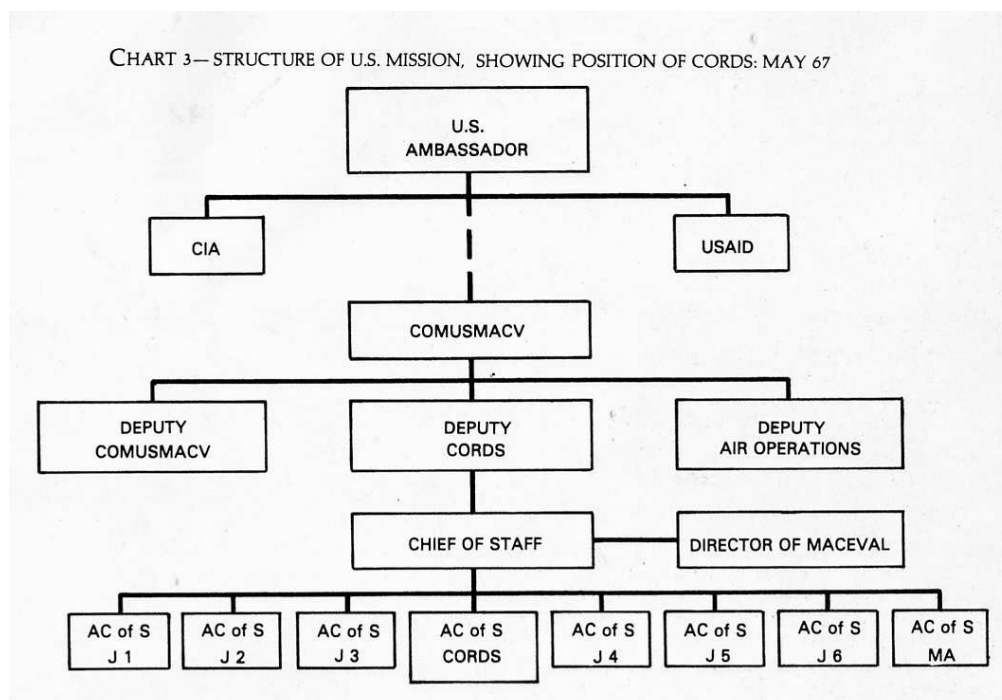 CHART 3— STRUCTURE OF U.S. MISSION, SHOWING POSITION OF CORDS: MAY 67
U.S.
AMBASSADOR
CIA
USAID
COMUSMACV
DEPUTY
COMUSMACV
DEPUTY
CORDS
DEPUTY
AIR OPERATIONS
CHIEF OF STAFF
DIRECTOR OF MACEVAL
AC of S
J 1
AC of S
J 2
AC of S
J 3
AC of S
CORDS
AC of S
J 4
AC of S
J 5
AC of S
J 6
AC of S
MA